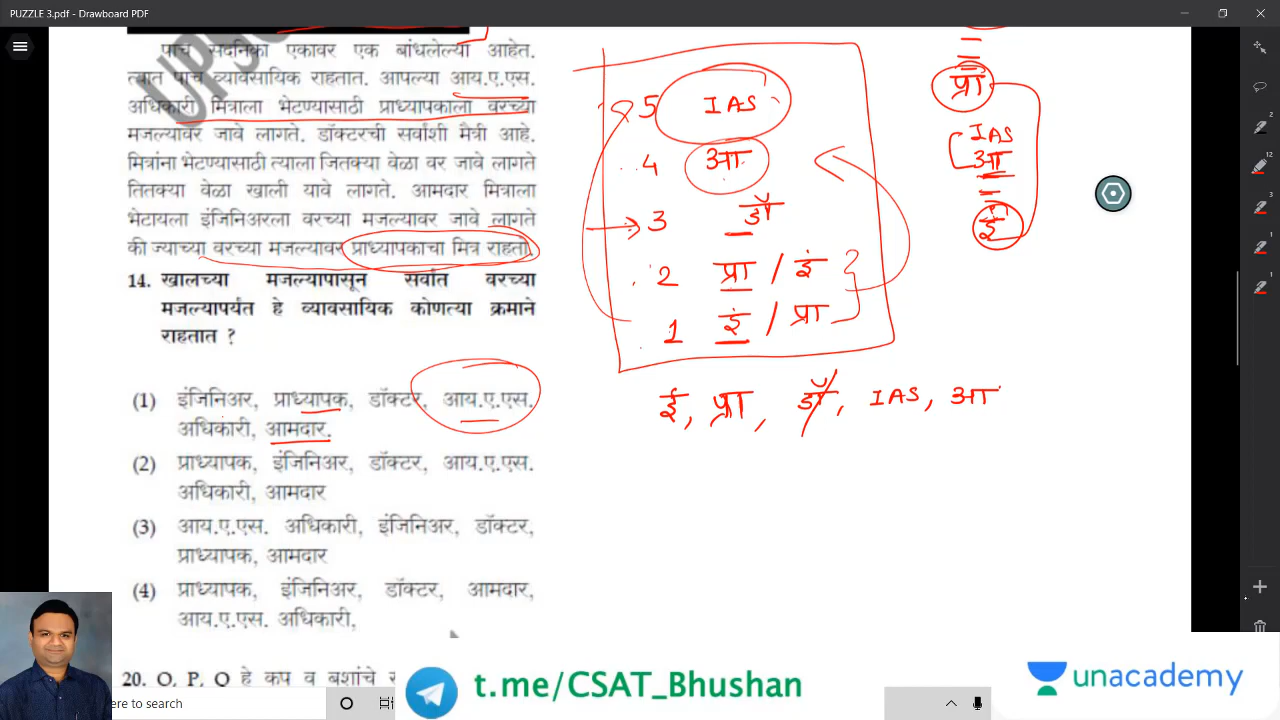 PUZZLE 3.pdf - Drawboard PDF
पाच सदनिका एकावर एक बांधलेल्या आहेत.
त्यात पाच व्यावसायिक राहतात. आपल्या आय.ए.एस.
अधिकारी मित्राला भेटण्यासाठी प्राध्यापकाला वरच्या
मजल्यावर जावे लागते. डॉक्टरची सर्वांशी मैत्री आहे.
मित्रांना भेटण्यासाठी त्याला जितक्या वेळा वर जावे लागते
तितक्या वेळा खाली यावे लागते. आमदार मित्राला
भेटायला इंजिनिअरला वरच्या मजल्यावर जावे लागते
की ज्याच्या वरच्या मजल्यावर प्राध्यापकाचा मित्र राहतो.
14. खालच्या मजल्यापासून सर्वात वरच्या
मजल्यापर्यंत हे व्यावसायिक कोणत्या क्रमाने
राहतात ?
(1) इंजिनिअर, प्राध्यापक, डॉक्टर, आय.ए.एस.
अधिकारी, आमदार.
(2) प्राध्यापक, इंजिनिअर, डॉक्टर, आय.ए.एस.
अधिकारी, आमदार
(3) आय.ए.एस. अधिकारी, इंजिनिअर, डॉक्टर,
प्राध्यापक, आमदार
(4) प्राध्यापक, इंजिनिअर, डॉक्टर, आमदार,
आय.ए.एस. अधिकारी,
20. O, P, Q हे कप व बशांचे
5 IAS
4 आ
3 डॉ
2 प्रा / इं
1 इं / प्रा
ई, प्रा, डॉ, IAS, आ
प्रा
IAS
आ
ई
ere to search
t.me/CSAT_Bhushan
unacademy